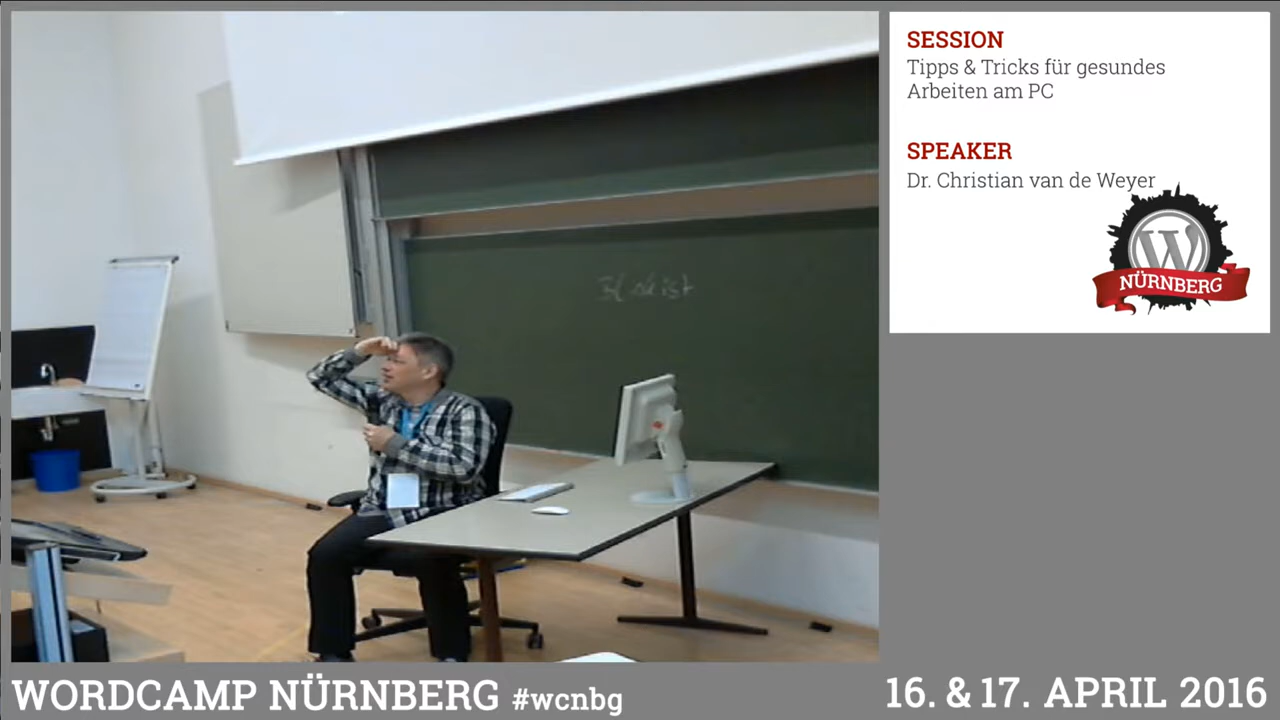 SESSION
Tipps & Tricks für gesundes
Arbeiten am PC
SPEAKER
Dr. Christian van de Weyer
W
NÜRNBERG
WORDCAMP NÜRNBERG #wcnbg
16. & 17. APRIL 2016